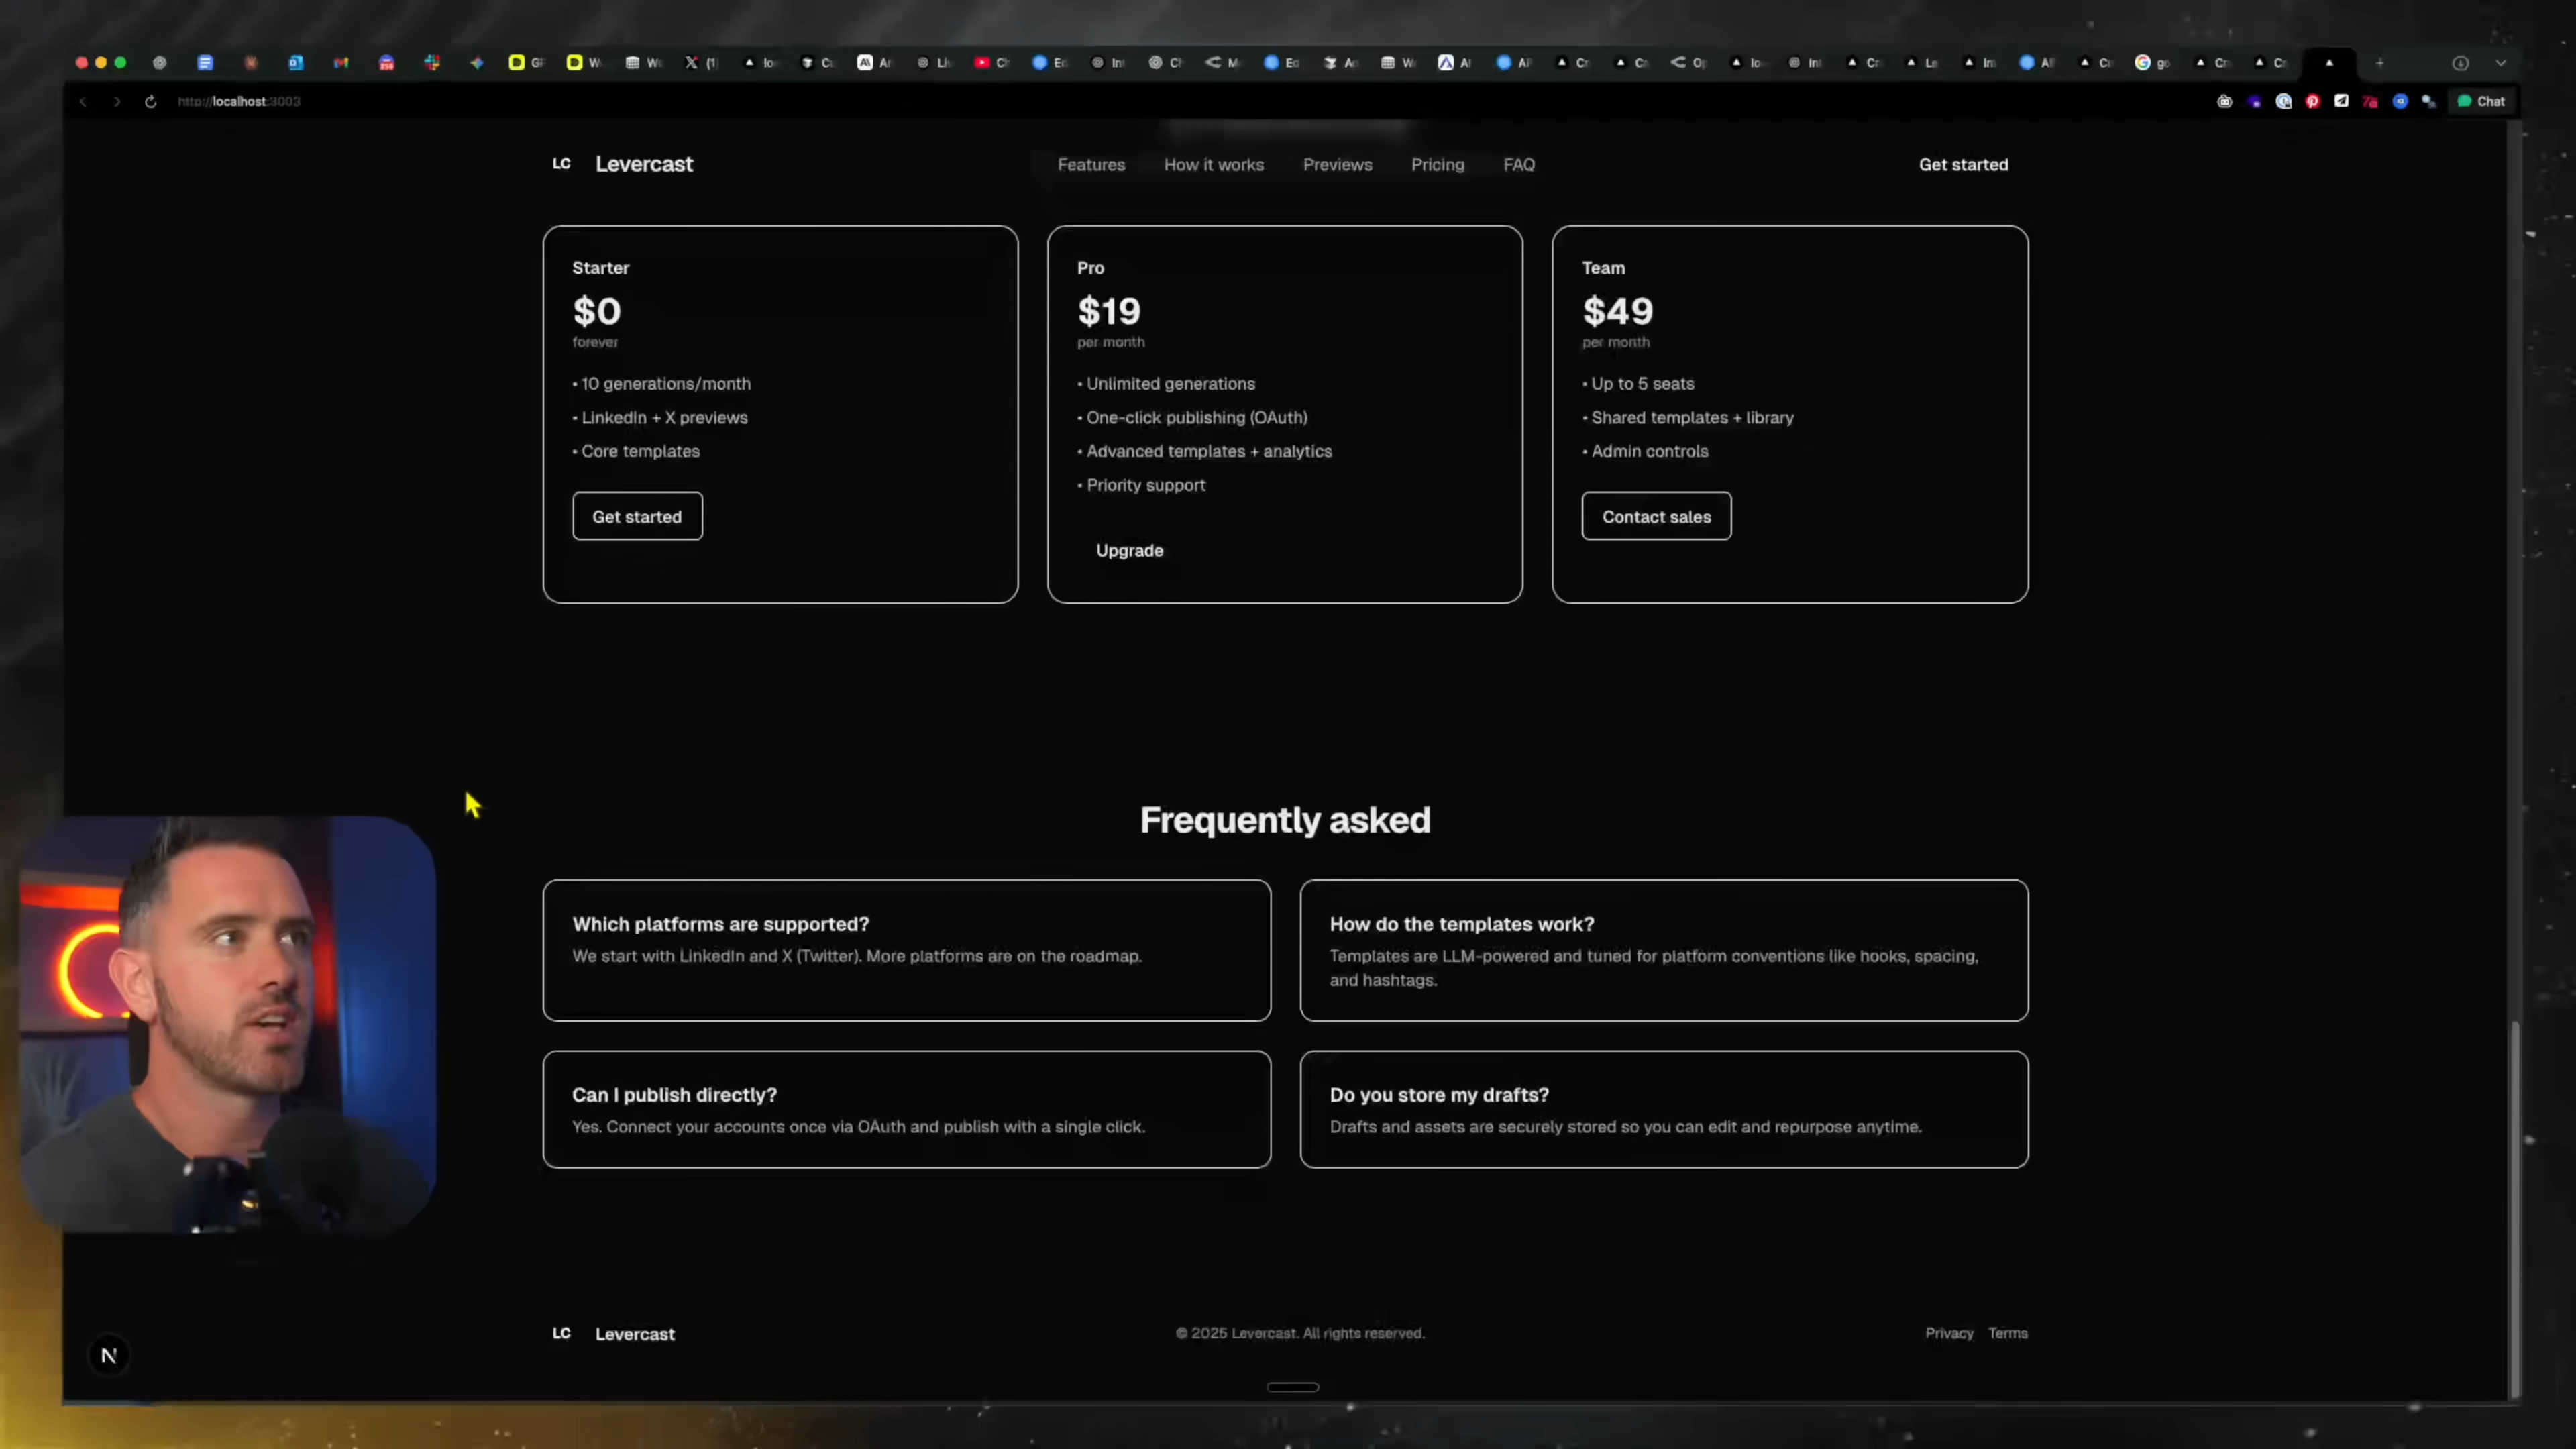 http://localhost:3003
Chat
LC Levercast
Features How it works Previews Pricing FAQ
Get started
Starter
$0
forever
• 10 generations/month
• LinkedIn + X previews
• Core templates
Get started
Pro
$19
per month
• Unlimited generations
• One-click publishing (OAuth)
• Advanced templates + analytics
• Priority support
Upgrade
Team
$49
per month
• Up to 5 seats
• Shared templates + library
• Admin controls
Contact sales
Frequently asked
Which platforms are supported?
We start with LinkedIn and X (Twitter). More platforms are on the roadmap.
How do the templates work?
Templates are LLM-powered and tuned for platform conventions like hooks, spacing,
and hashtags.
Can I publish directly?
Yes. Connect your accounts once via OAuth and publish with a single click.
Do you store my drafts?
Drafts and assets are securely stored so you can edit and repurpose anytime.
LC Levercast
© 2025 Levercast. All rights reserved.
Privacy Terms
N